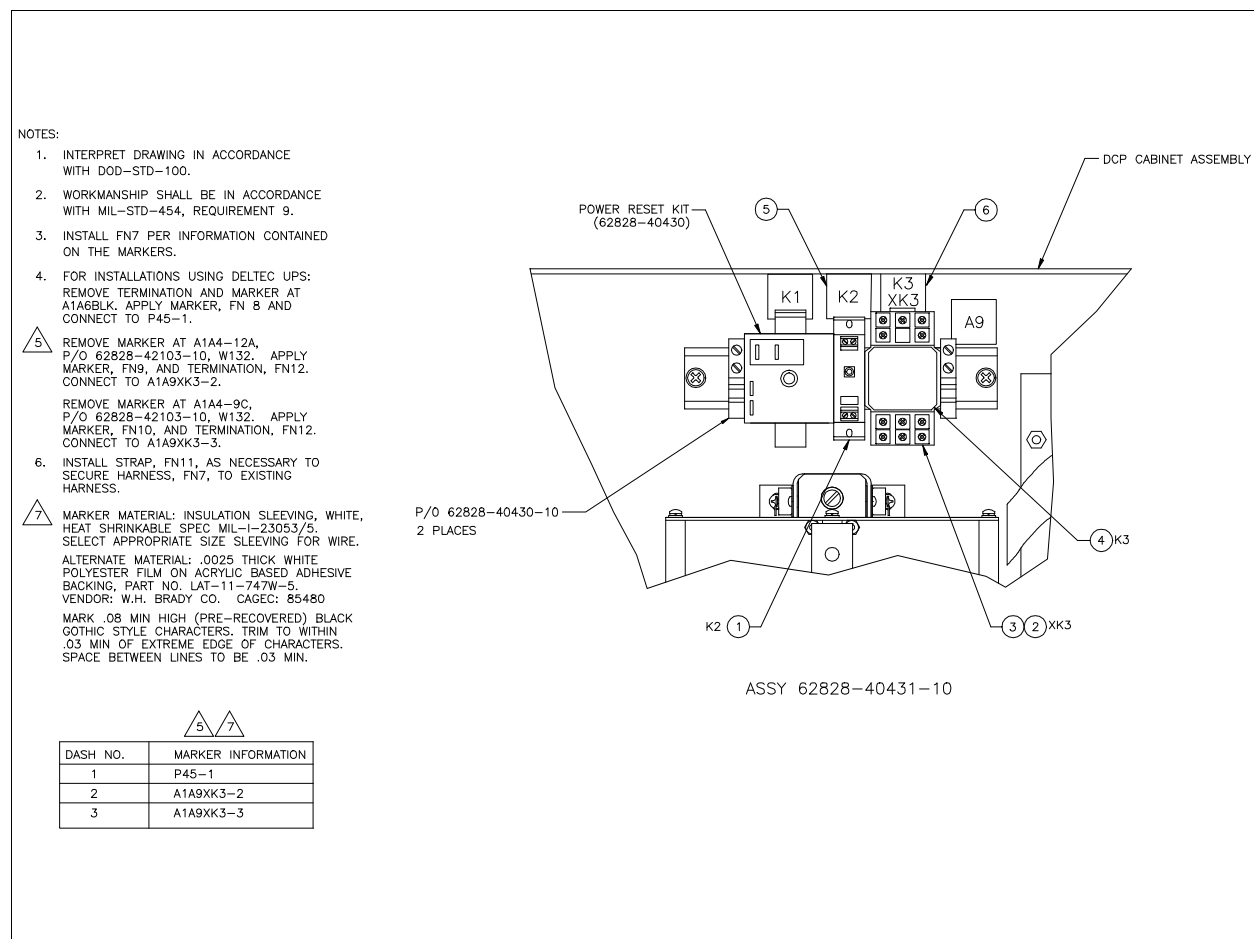 NOTES:
1. INTERPRET DRAWING IN ACCORDANCE
WITH DOD-STD-100.
2. WORKMANSHIP SHALL BE IN ACCORDANCE
WITH MIL-STD-454, REQUIREMENT 9.
3. INSTALL FN7 PER INFORMATION CONTAINED
ON THE MARKERS.
4. FOR INSTALLATIONS USING DELTEC UPS:
REMOVE TERMINATION AND MARKER AT
A1A6BLK. APPLY MARKER, FN 8 AND
CONNECT TO P45-1.
5 REMOVE MARKER AT A1A4-12A,
P/O 62828-42103-10, W132. APPLY
MARKER, FN9, AND TERMINATION, FN12.
CONNECT TO A1A9XK3-2.
REMOVE MARKER AT A1A4-9C,
P/O 62828-42103-10, W132. APPLY
MARKER, FN10, AND TERMINATION, FN12.
CONNECT TO A1A9XK3-3.
6. INSTALL STRAP, FN11, AS NECESSARY TO
SECURE HARNESS, FN7, TO EXISTING
HARNESS.
7 MARKER MATERIAL: INSULATION SLEEVING, WHITE,
HEAT SHRINKABLE SPEC MIL-I-23053/5.
SELECT APPROPRIATE SIZE SLEEVING FOR WIRE.
ALTERNATE MATERIAL: .0025 THICK WHITE
POLYESTER FILM ON ACRYLIC BASED ADHESIVE
BACKING, PART NO. LAT-11-747W-5.
VENDOR: W.H. BRADY CO. CAGEC: 85480
MARK .08 MIN HIGH (PRE-RECOVERED) BLACK
GOTHIC STYLE CHARACTERS. TRIM TO WITHIN
.03 MIN OF EXTREME EDGE OF CHARACTERS.
SPACE BETWEEN LINES TO BE .03 MIN.
5 7
DASH NO. MARKER INFORMATION
1 P45-1
2 A1A9XK3-2
3 A1A9XK3-3
DCP CABINET ASSEMBLY
POWER RESET KIT
(62828-40430)
5
6
K1
K2
K3
XK3
A9
P/O 62828-40430-10
2 PLACES
4 K3
K2 1
3 2 XK3
ASSY 62828-40431-10